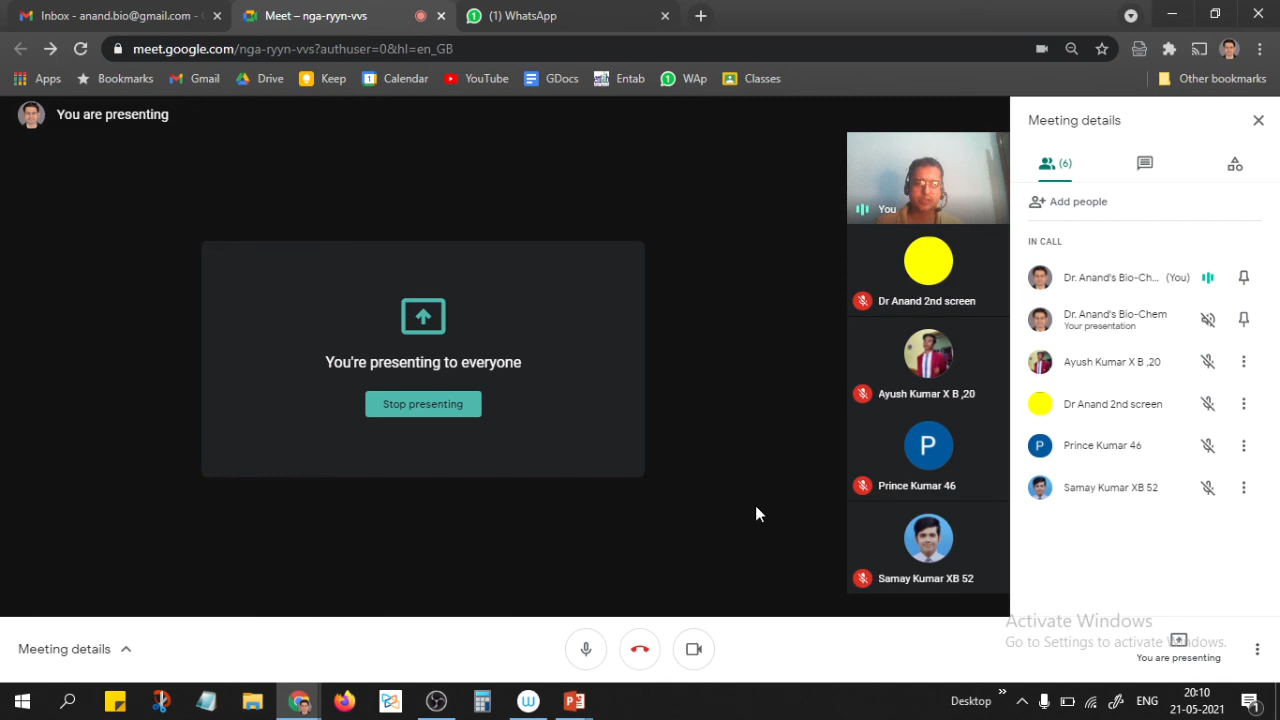 Inbox - anand.bio@gmail.com -
Meet – nga-ryyn-vvs
(1) WhatsApp
meet.google.com/nga-ryyn-vvs?authuser=0&hl=en_GB
Apps
Bookmarks
Gmail
Drive
Keep
Calendar
YouTube
GDocs
Entab
WAp
Classes
Other bookmarks
You are presenting
You're presenting to everyone
Stop presenting
You
Dr Anand 2nd screen
Ayush Kumar X B ,20
P
Prince Kumar 46
Samay Kumar XB 52
Meeting details
(6)
Add people
IN CALL
Dr. Anand's Bio-Ch... (You)
Dr. Anand's Bio-Chem
Your presentation
Ayush Kumar X B ,20
Dr Anand 2nd screen
P
Prince Kumar 46
Samay Kumar XB 52
Activate Windows
Go to Settings to activate Windows.
Meeting details
You are presenting
Desktop
ENG
20:10
21-05-2021